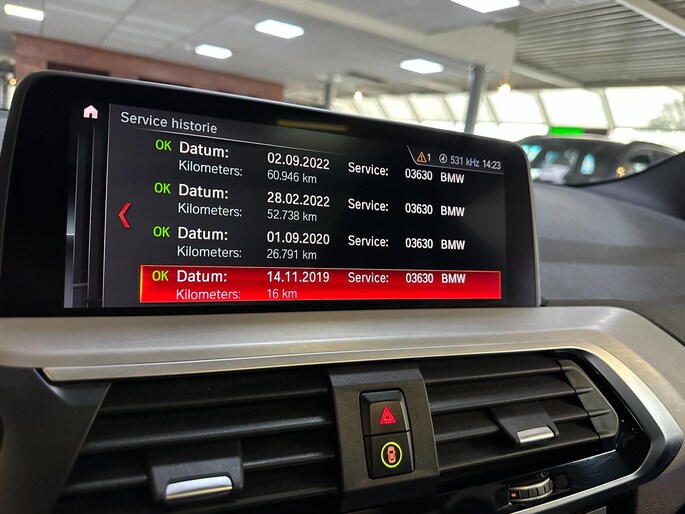 Service historie
1 531 kHz 14:23
OK Datum: 02.09.2022 Service: 03630 BMW
Kilometers: 60.946 km
OK Datum: 28.02.2022 Service: 03630 BMW
Kilometers: 52.738 km
OK Datum: 01.09.2020 Service: 03630 BMW
Kilometers: 26.791 km
OK Datum: 14.11.2019 Service: 03630 BMW
Kilometers: 16 km